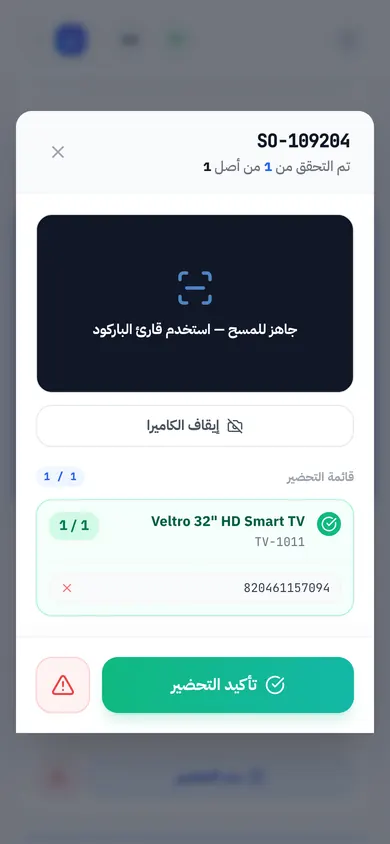 SO-109204
تم التحقق من 1 من أصل 1
جاهز للمسح — استخدم قارئ الباركود
إيقاف الكاميرا
قائمة التحضير
1 / 1
Veltro 32" HD Smart TV
1 / 1
TV-1011
820461157094
تأكيد التحضير